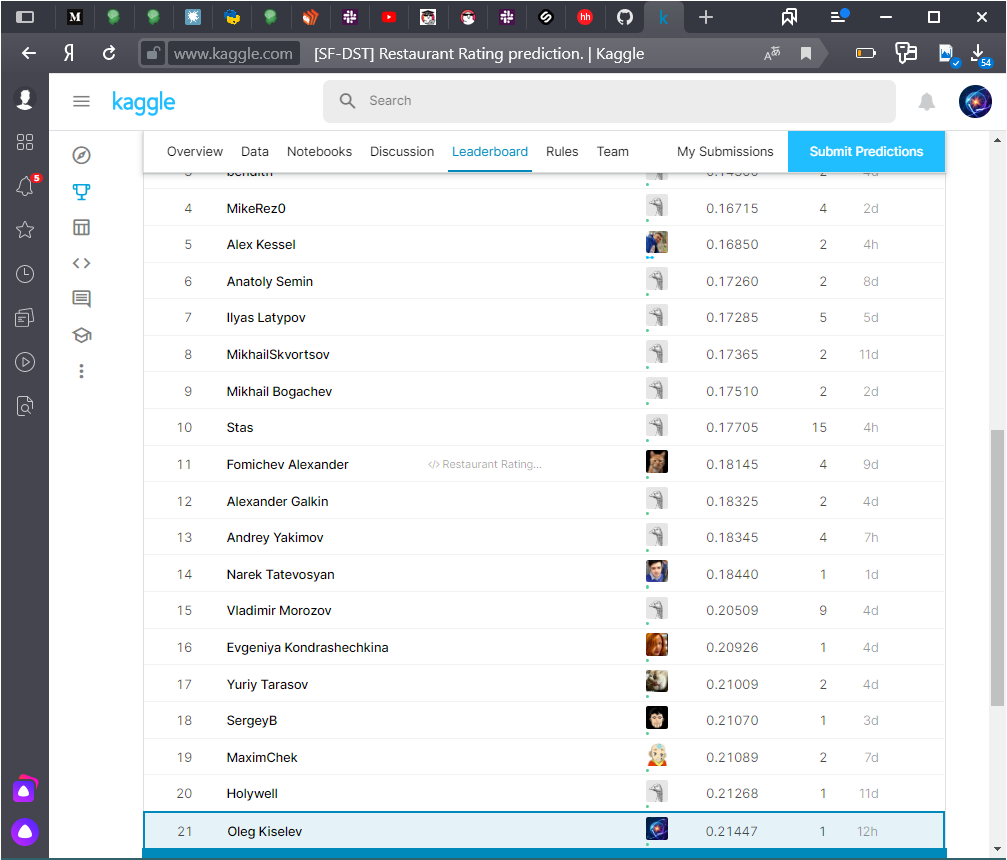 M
hh
k
54
Я
www.kaggle.com
[SF-DST] Restaurant Rating prediction. | Kaggle
5
kaggle
Search
Overview Data Notebooks Discussion Leaderboard Rules Team My Submissions Submit Predictions
4 MikeRez0 0.16715 4 2d
5 Alex Kessel 0.16850 2 4h
6 Anatoly Semin 0.17260 2 8d
7 Ilyas Latypov 0.17285 5 5d
8 MikhailSkvortsov 0.17365 2 11d
9 Mikhail Bogachev 0.17510 2 2d
10 Stas 0.17705 15 4h
11 Fomichev Alexander </> Restaurant Rating... 0.18145 4 9d
12 Alexander Galkin 0.18325 2 4d
13 Andrey Yakimov 0.18345 4 7h
14 Narek Tatevosyan 0.18440 1 1d
15 Vladimir Morozov 0.20509 9 4d
16 Evgeniya Kondrashechkina 0.20926 1 4d
17 Yuriy Tarasov 0.21009 2 4d
18 SergeyB 0.21070 1 3d
19 MaximChek 0.21089 2 7d
20 Holywell 0.21268 1 11d
21 Oleg Kiselev 0.21447 1 12h